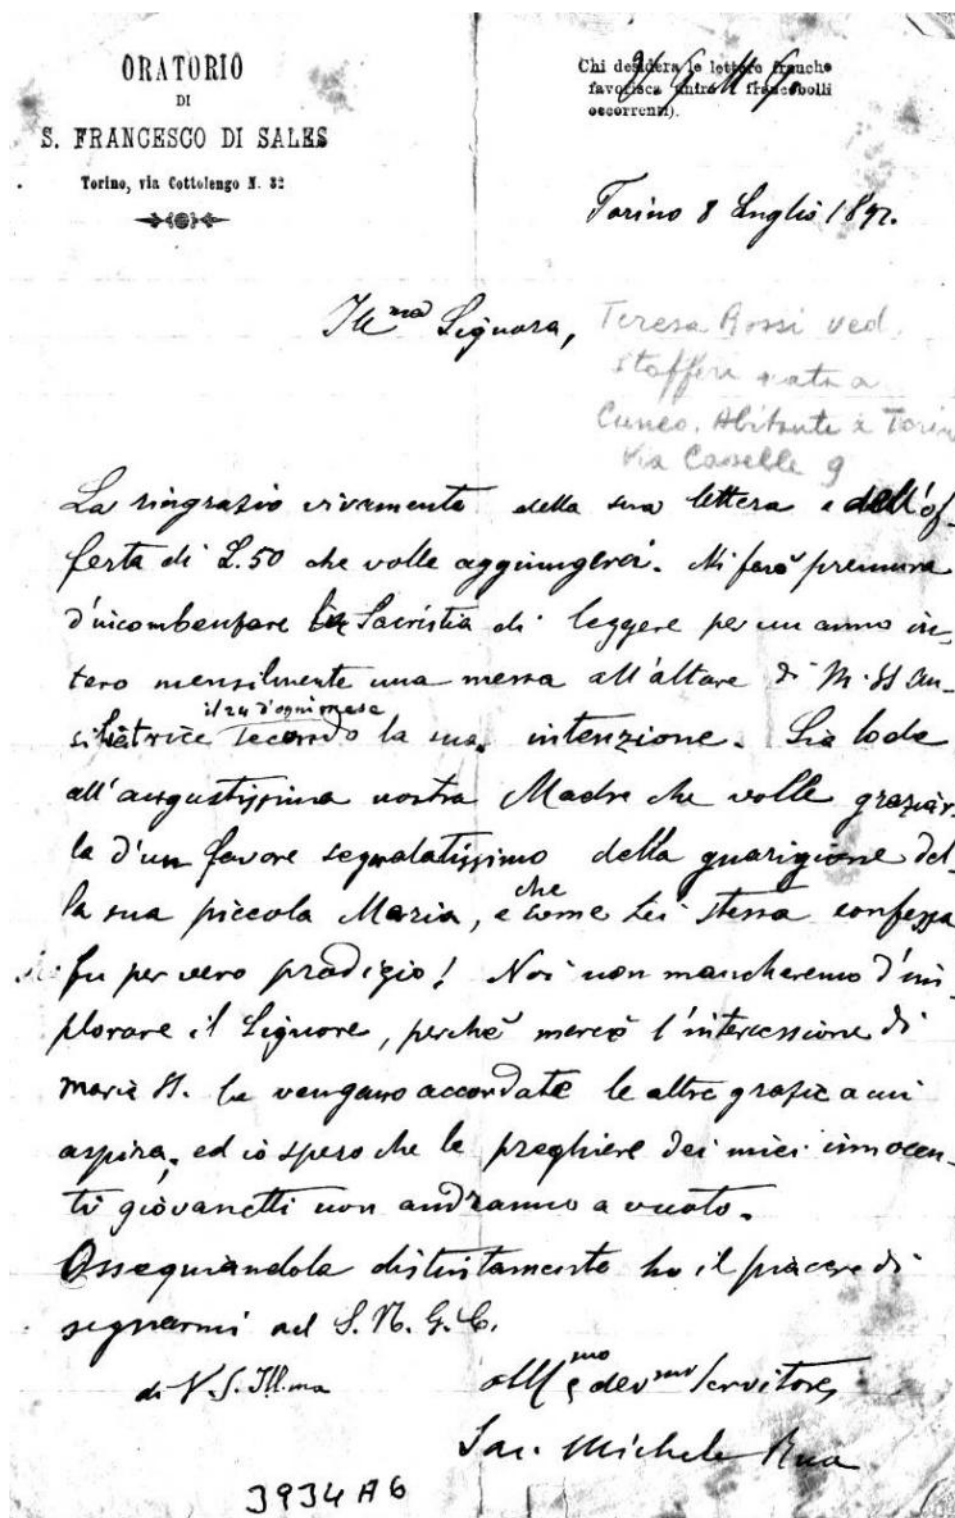 ORATORIO
DI
S. FRANCESCO DI SALES
Torino, via Cottolengo N. 32
Chi desidera le lettere franche
favorisca unire i francobolli
occorrenti).
Torino 8 Luglio 1892.
Ill.ma Signora,
Teresa Rossi ved.
Stafferi nata a
Cuneo. Abitante a Torino
Via Caselle 9
La ringrazio vivamente della sua lettera e dell'of-
ferta di L.50 che volle aggiungervi. Mi farò premura
d'incombenzare la Sacristia di leggere per un anno in-
tero mensilmente una messa all'altare di M. SS Au-
il 24 d'ogni mese
siliatrice secondo la sua intenzione. Sia lode
all'augustissima nostra Madre che volle graziar-
la d'un favore segnalatissimo della guarigione del-
la sua piccola Maria, e che come Lei stessa confessa
fu per vero prodigio! Noi non mancheremo d'im-
plorare il Signore, perchè mercè l'intercessione di
Maria SS. le vengano accordate le altre grazie a cui
aspira, ed io spero che le preghiere dei miei innocen-
ti giovanetti non andranno a vuoto.
Ossequiandola distintamente ho il piacere di
segnarmi nel S. N. G. C.
di V. S. Ill.ma
obb.mo e dev.mo servitore,
Sac. Michele Rua
3934 A6